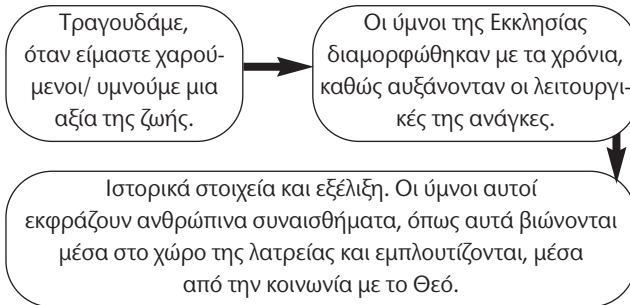 Τραγουδάμε,
όταν είμαστε χαρού-
μενοι/ υμνούμε μια
αξία της ζωής.
Οι ύμνοι της Εκκλησίας
διαμορφώθηκαν με τα χρόνια,
καθώς αυξάνονταν οι λειτουργι-
κές της ανάγκες.
Ιστορικά στοιχεία και εξέλιξη. Οι ύμνοι αυτοί
εκφράζουν ανθρώπινα συναισθήματα, όπως αυτά βιώνονται
μέσα στο χώρο της λατρείας και εμπλουτίζονται, μέσα
από την κοινωνία με το Θεό.